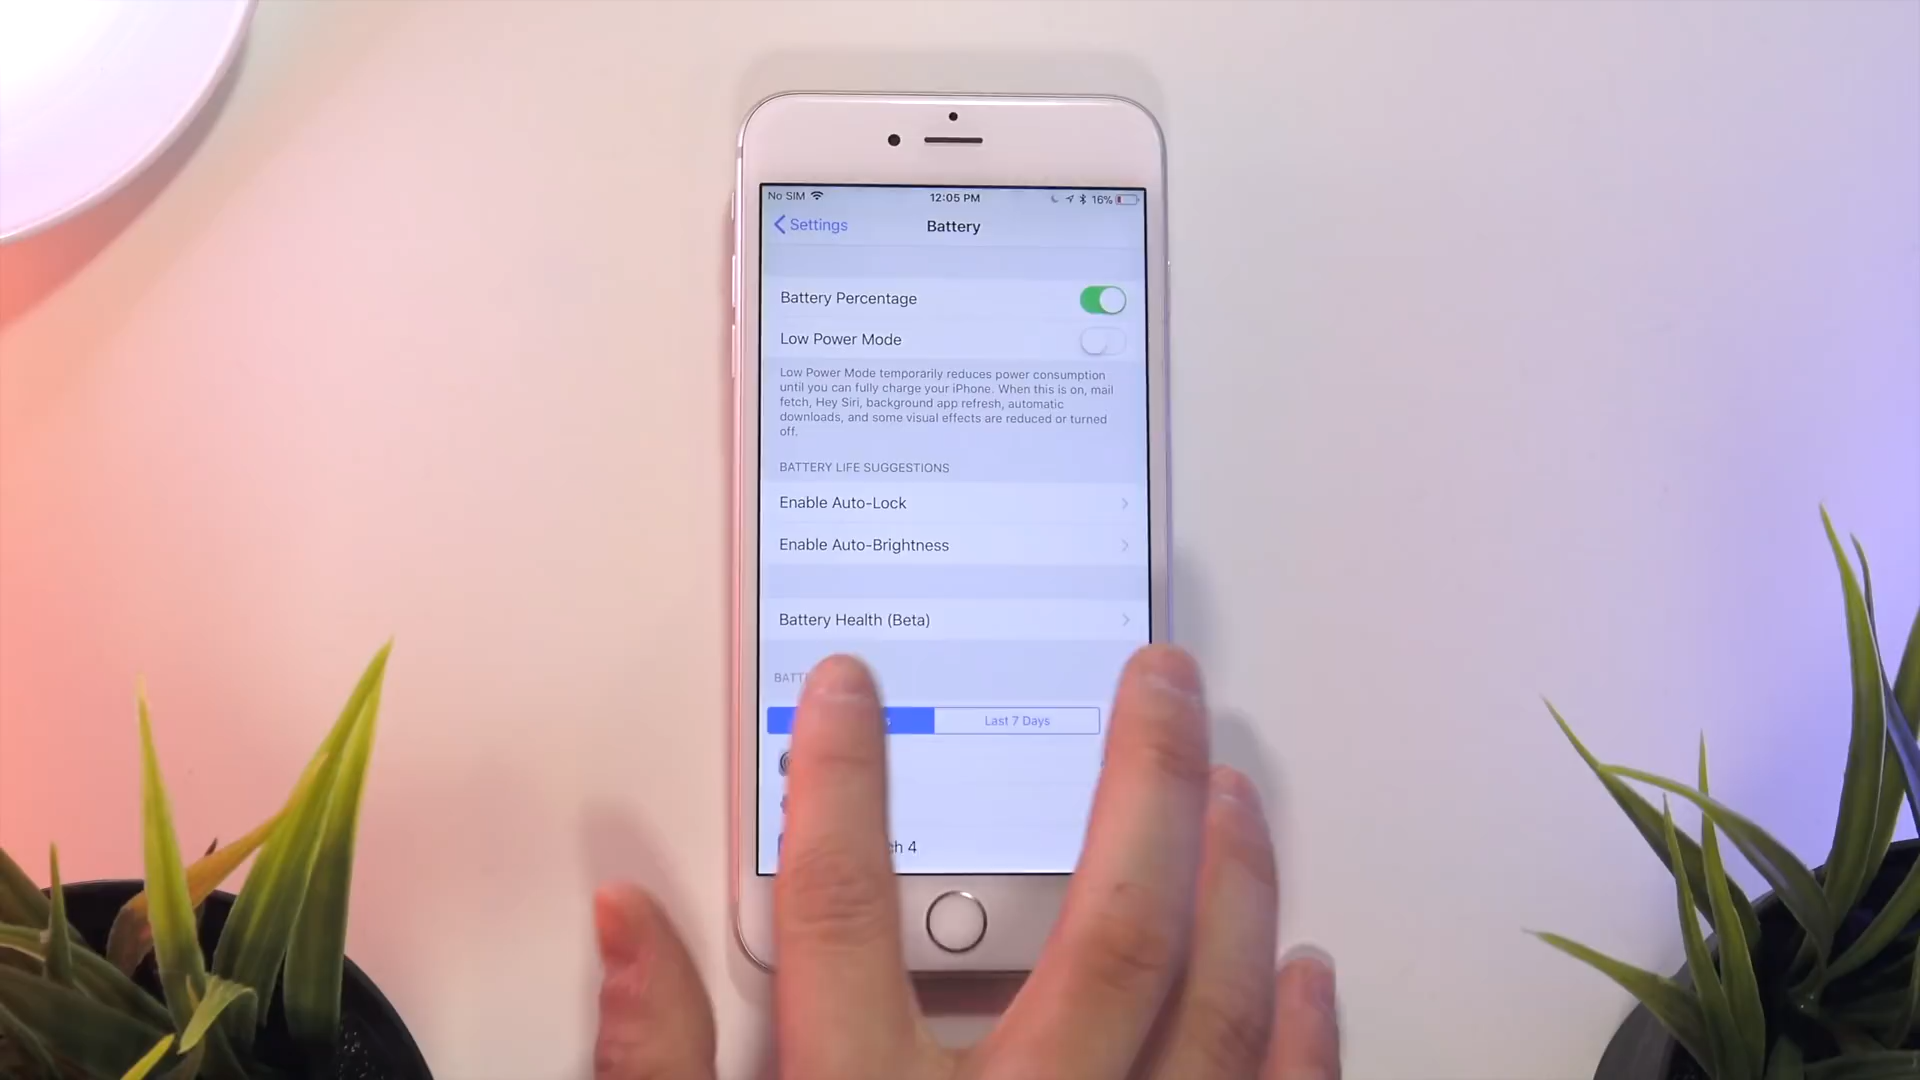 No SIM 12:05 PM 16%
Settings Battery
Battery Percentage
Low Power Mode
Low Power Mode temporarily reduces power consumption
until you can fully charge your iPhone. When this is on, mail
fetch, Hey Siri, background app refresh, automatic
downloads, and some visual effects are reduced or turned
off.
BATTERY LIFE SUGGESTIONS
Enable Auto-Lock
Enable Auto-Brightness
Battery Health (Beta)
Last 7 Days
4